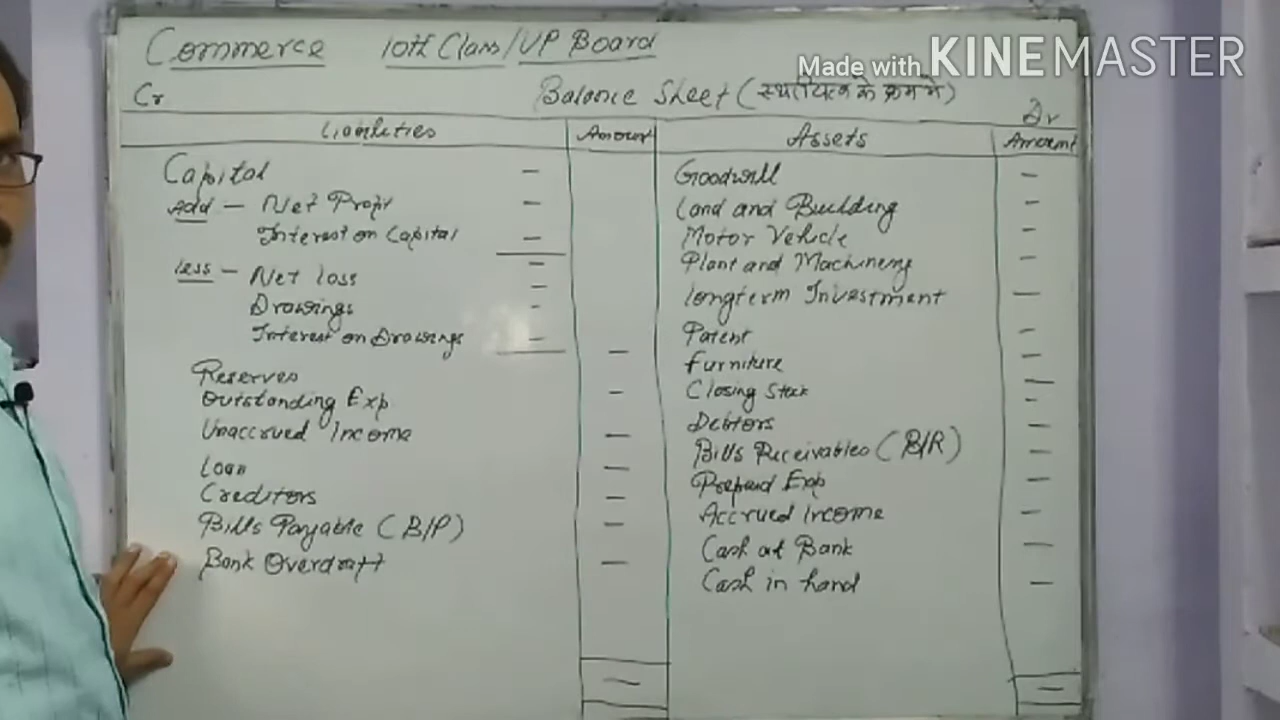 Commerce 10th Class/UP Board
Made with KINEMASTER
Cr Balance Sheet (स्थायित्व के क्रम में) Dr
Liabilities Amount Assets Amount
Capital –
Add – Net Profit –
Interest on Capital –
Less – Net Loss –
Drowings –
Interest on Drowings – –
Reserves –
Outstanding Exp.
Unaccrued Income –
Loan –
Creditors –
Bills Payable (B/P) –
Bank Overdraft –
–
Goodwill –
Land and Building –
Motor Vehicle –
Plant and Machinery –
Longterm Investment –
Patent –
Furniture –
Closing Stock –
Debtors –
Bills Receivables (B/R) –
Prepaid Exp –
Accrued Income –
Cash at Bank –
Cash in hand –
–